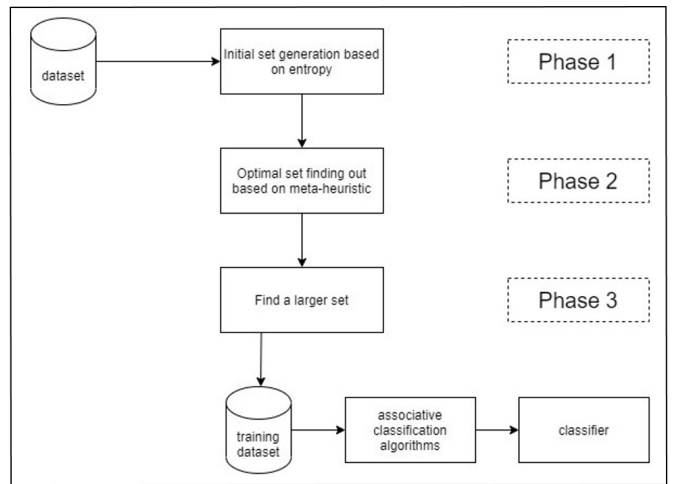 dataset
Initial set generation based
on entropy
Phase 1
Optimal set finding out
based on meta-heuristic
Phase 2
Find a larger set
Phase 3
training
dataset
associative
classification
algorithms
classifier